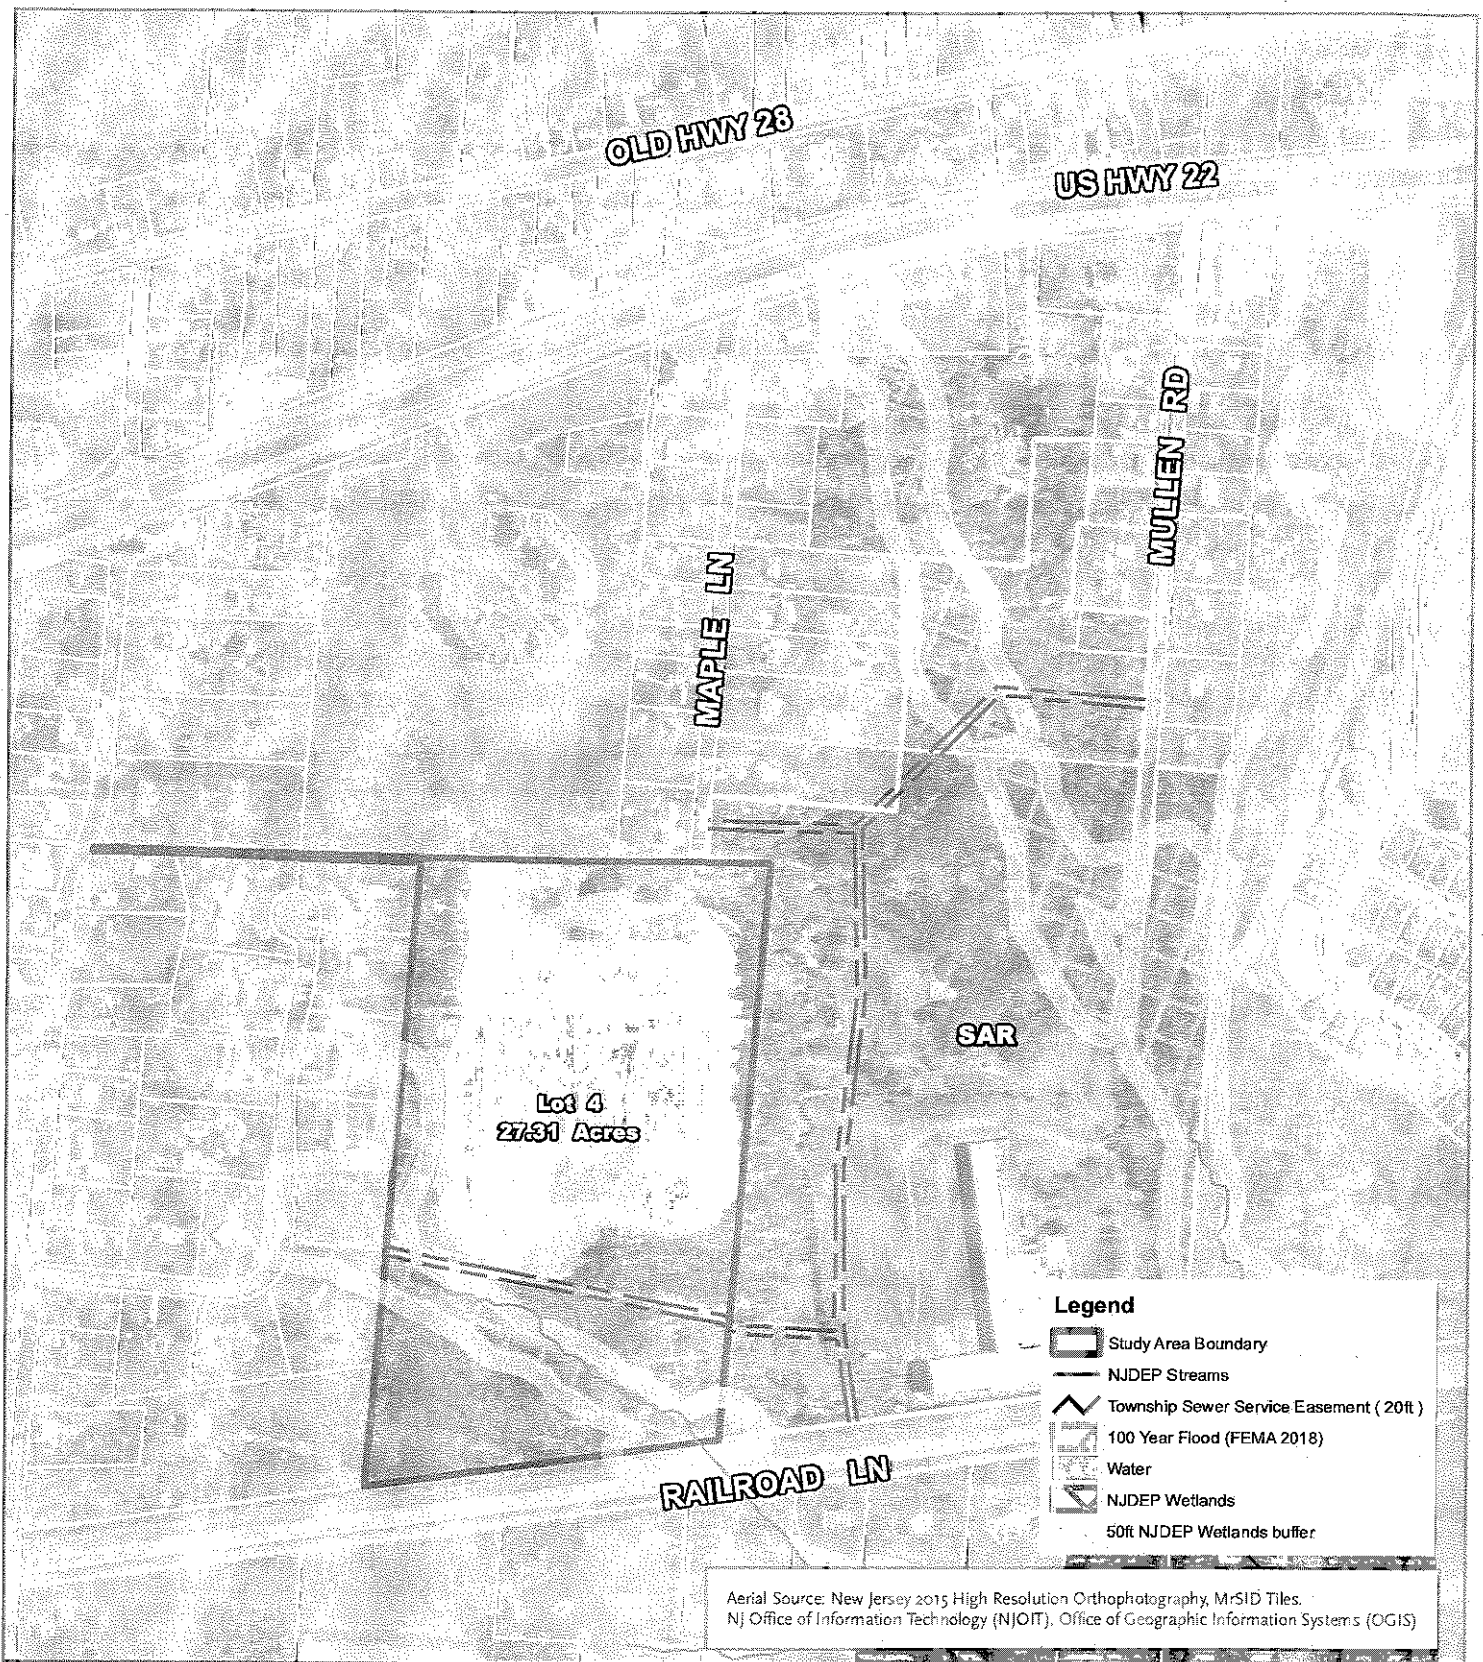 OLD HWY 28
US HWY 22
MULLEN RD
MAPLE LN
SAR
Lot 4
27.31 Acres
RAILROAD LN
Legend
Study Area Boundary
NJDEP Streams
Township Sewer Service Easement ( 20ft )
100 Year Flood (FEMA 2018)
Water
NJDEP Wetlands
50ft NJDEP Wetlands buffer
Aerial Source: New Jersey 2015 High Resolution Orthophotography, MrSID Tiles.
NJ Office of Information Technology (NJOIT), Office of Geographic Information Systems (OGIS)